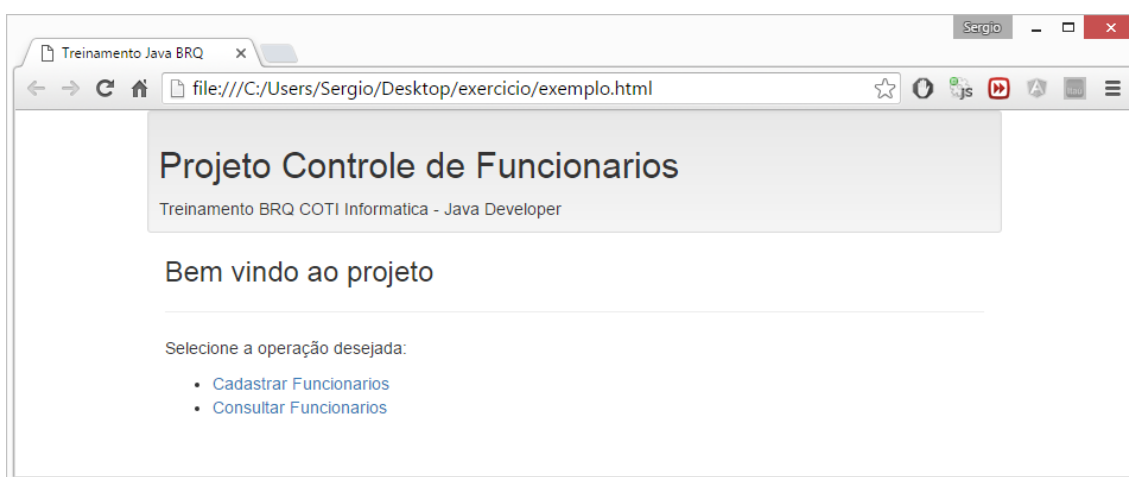 Sergio
Treinamento Java BRQ
file:///C:/Users/Sergio/Desktop/exercicio/exemplo.html
js
Projeto Controle de Funcionarios
Treinamento BRQ COTI Informatica - Java Developer
Bem vindo ao projeto
Selecione a operação desejada:
Cadastrar Funcionarios
Consultar Funcionarios